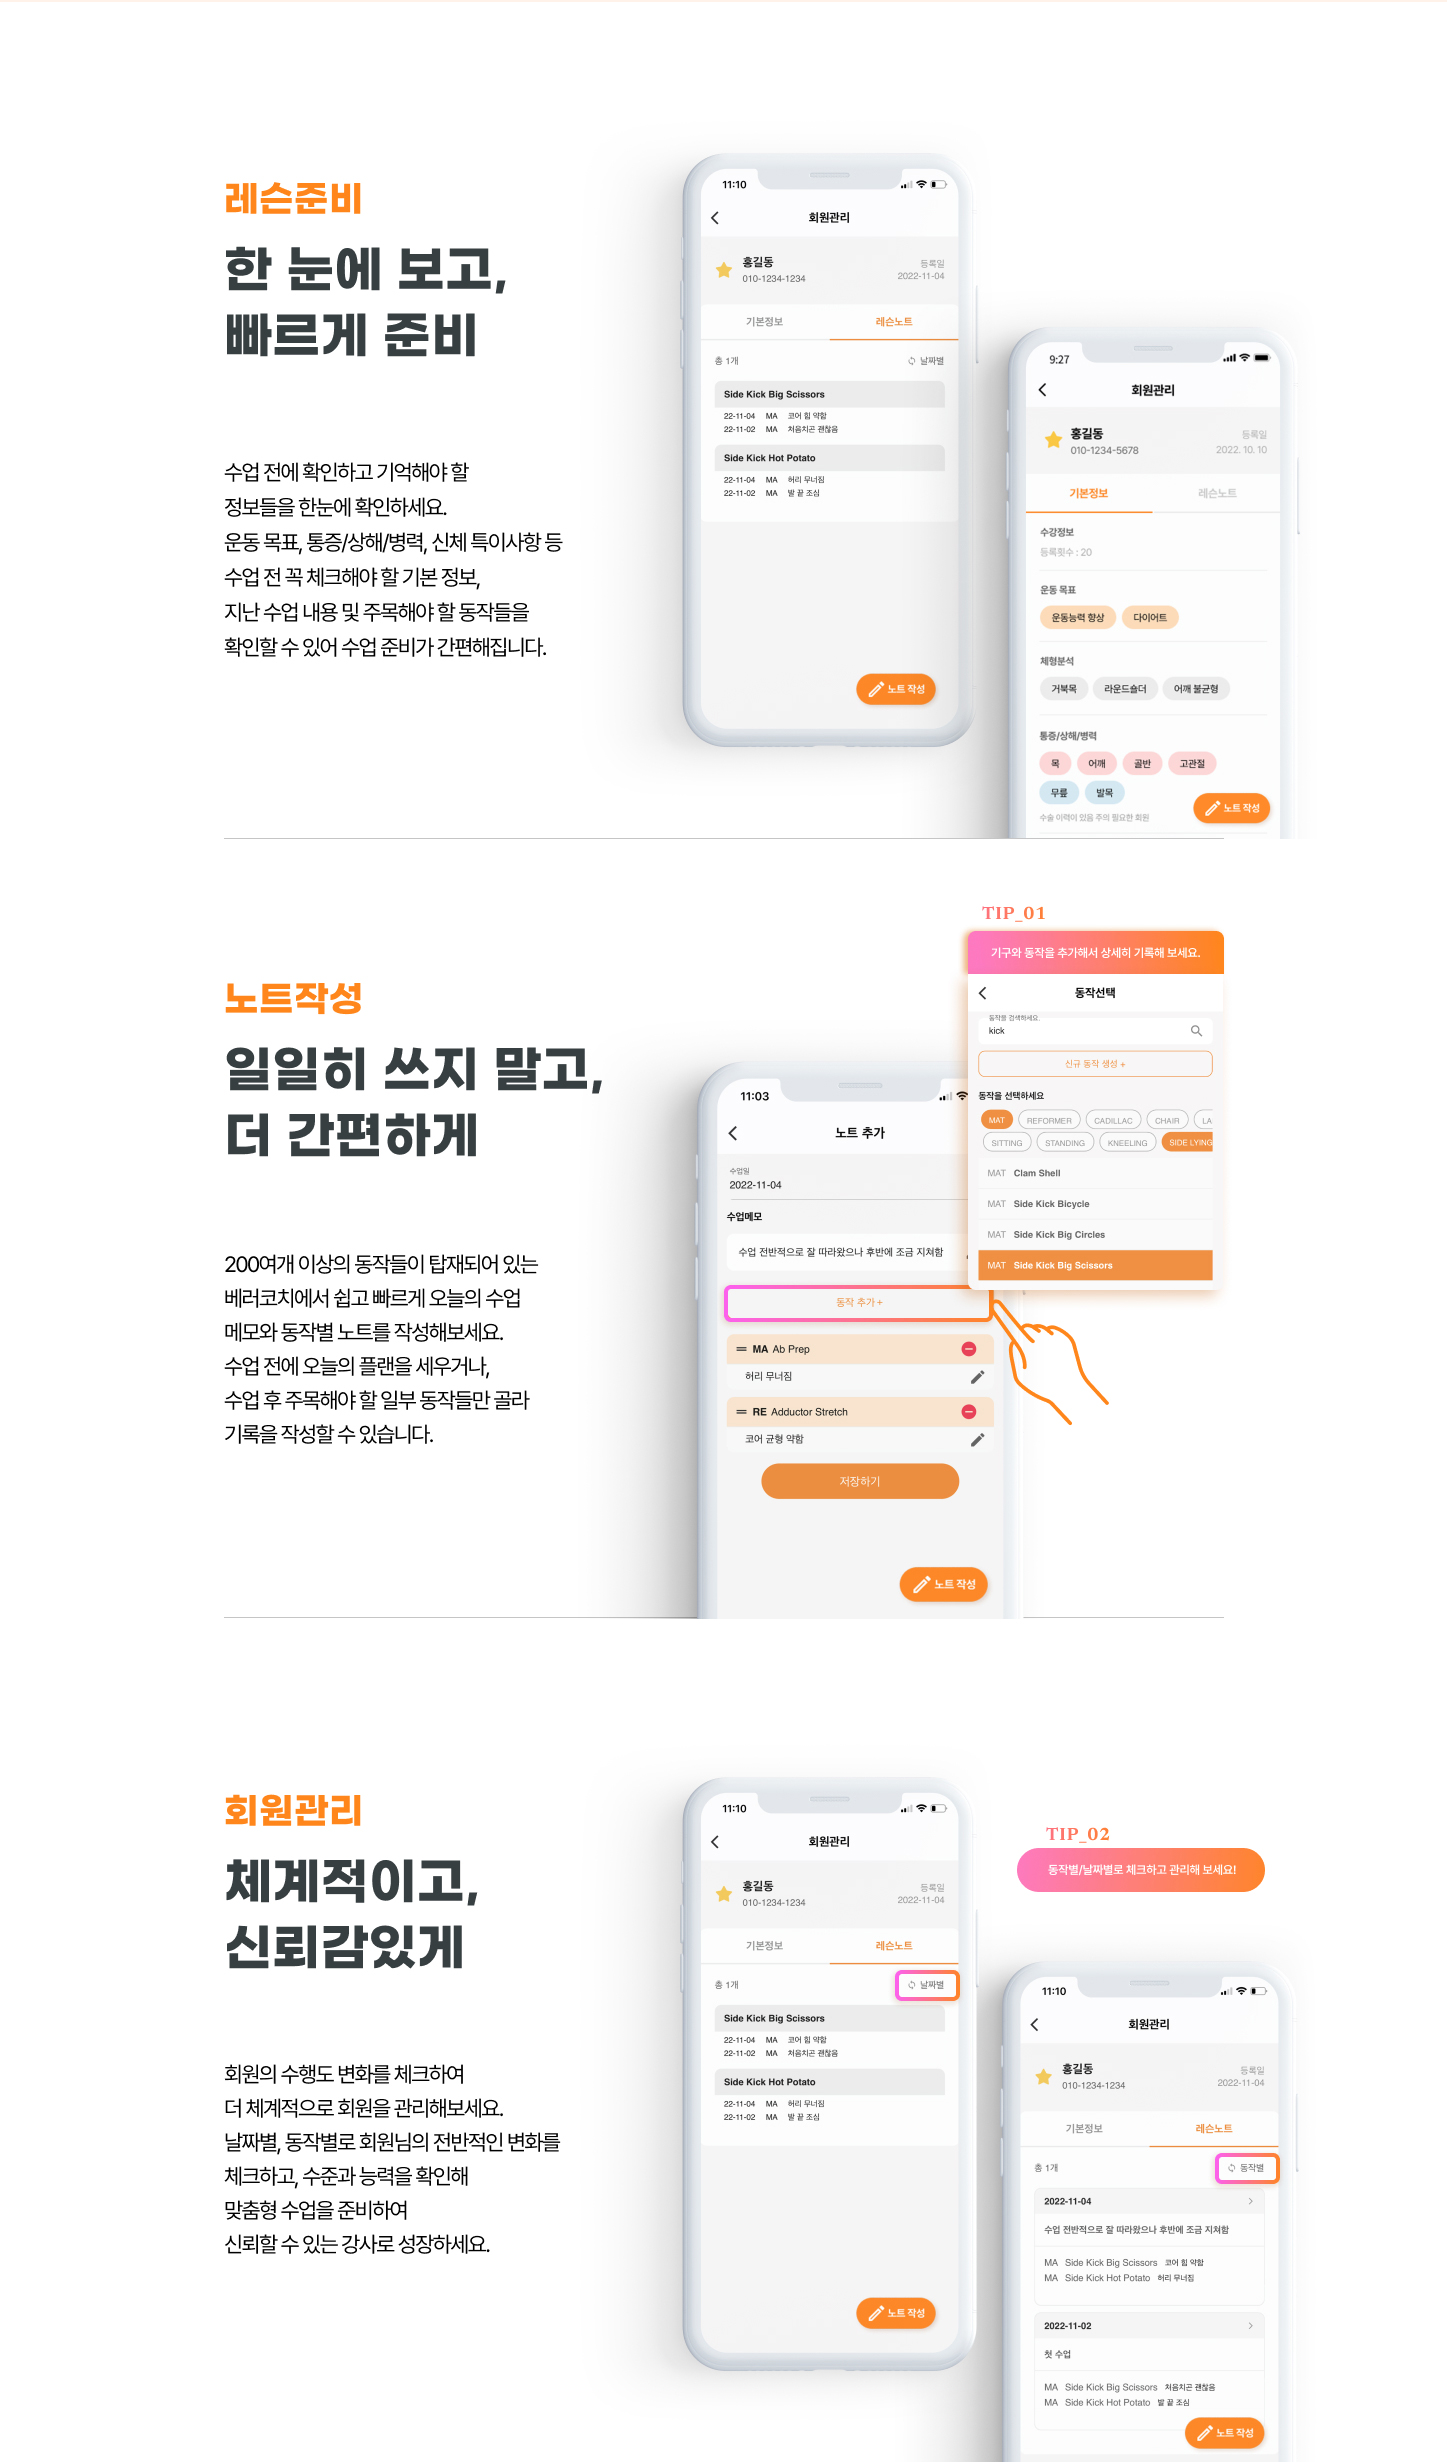 레슨준비
한 눈에 보고,
빠르게 준비
수업 전에 확인하고 기억해야 할
정보들을 한눈에 확인하세요.
운동 목표, 통증/상해/병력, 신체 특이사항 등
수업 전 꼭 체크해야 할 기본 정보,
지난 수업 내용 및 주목해야 할 동작들을
확인할 수 있어 수업 준비가 간편해집니다.
11:10
회원관리
홍길동
010-1234-1234
등록일
2022-11-04
기본정보
레슨노트
총 1개
날짜별
Side Kick Big Scissors
22-11-04 MA 코어 힘 약함
22-11-02 MA 처음치곤 괜찮음
Side Kick Hot Potato
22-11-04 MA 허리 무너짐
22-11-02 MA 발 끝 조심
노트 작성
9:27
회원관리
홍길동
010-1234-5678
등록일
2022. 10. 10
기본정보
레슨노트
수강정보
등록횟수 : 20
운동 목표
운동능력 향상 다이어트
체형분석
거북목 라운드숄더 어깨 불균형
통증/상해/병력
목 어깨 골반 고관절
무릎 발목
수술 이력이 있음 주의 필요한 회원
노트 작성
노트작성
일일히 쓰지 말고,
더 간편하게
200여개 이상의 동작들이 탑재되어 있는
베러코치에서 쉽고 빠르게 오늘의 수업
메모와 동작별 노트를 작성해보세요.
수업 전에 오늘의 플랜을 세우거나,
수업 후 주목해야 할 일부 동작들만 골라
기록을 작성할 수 있습니다.
11:03
노트 추가
수업일
2022-11-04
수업메모
수업 전반적으로 잘 따라왔으나 후반에 조금 지쳐함
동작 추가 +
MA Ab Prep
허리 무너짐
RE Adductor Stretch
코어 균형 약함
저장하기
노트 작성
TIP_01
기구와 동작을 추가해서 상세히 기록해 보세요.
동작선택
동작을 검색하세요.
kick
신규 동작 생성 +
동작을 선택하세요
MAT REFORMER CADILLAC CHAIR LA
SITTING STANDING KNEELING SIDE LYING
MAT Clam Shell
MAT Side Kick Bicycle
MAT Side Kick Big Circles
MAT Side Kick Big Scissors
회원관리
체계적이고,
신뢰감있게
회원의 수행도 변화를 체크하여
더 체계적으로 회원을 관리해보세요.
날짜별, 동작별로 회원님의 전반적인 변화를
체크하고, 수준과 능력을 확인해
맞춤형 수업을 준비하여
신뢰할 수 있는 강사로 성장하세요.
11:10
회원관리
홍길동
010-1234-1234
등록일
2022-11-04
기본정보
레슨노트
총 1개
날짜별
Side Kick Big Scissors
22-11-04 MA 코어 힘 약함
22-11-02 MA 처음치곤 괜찮음
Side Kick Hot Potato
22-11-04 MA 허리 무너짐
22-11-02 MA 발 끝 조심
노트 작성
TIP_02
동작별/날짜별로 체크하고 관리해 보세요!
11:10
회원관리
홍길동
010-1234-1234
등록일
2022-11-04
기본정보
레슨노트
총 1개
동작별
2022-11-04
수업 전반적으로 잘 따라왔으나 후반에 조금 지쳐함
MA Side Kick Big Scissors 코어 힘 약함
MA Side Kick Hot Potato 허리 무너짐
2022-11-02
첫 수업
MA Side Kick Big Scissors 처음치곤 괜찮음
MA Side Kick Hot Potato 발 끝 조심
노트 작성